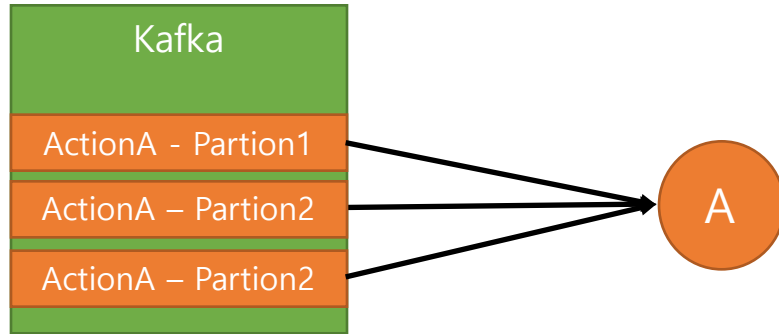 Kafka
ActionA - Partion1
ActionA – Partion2
ActionA – Partion2
A